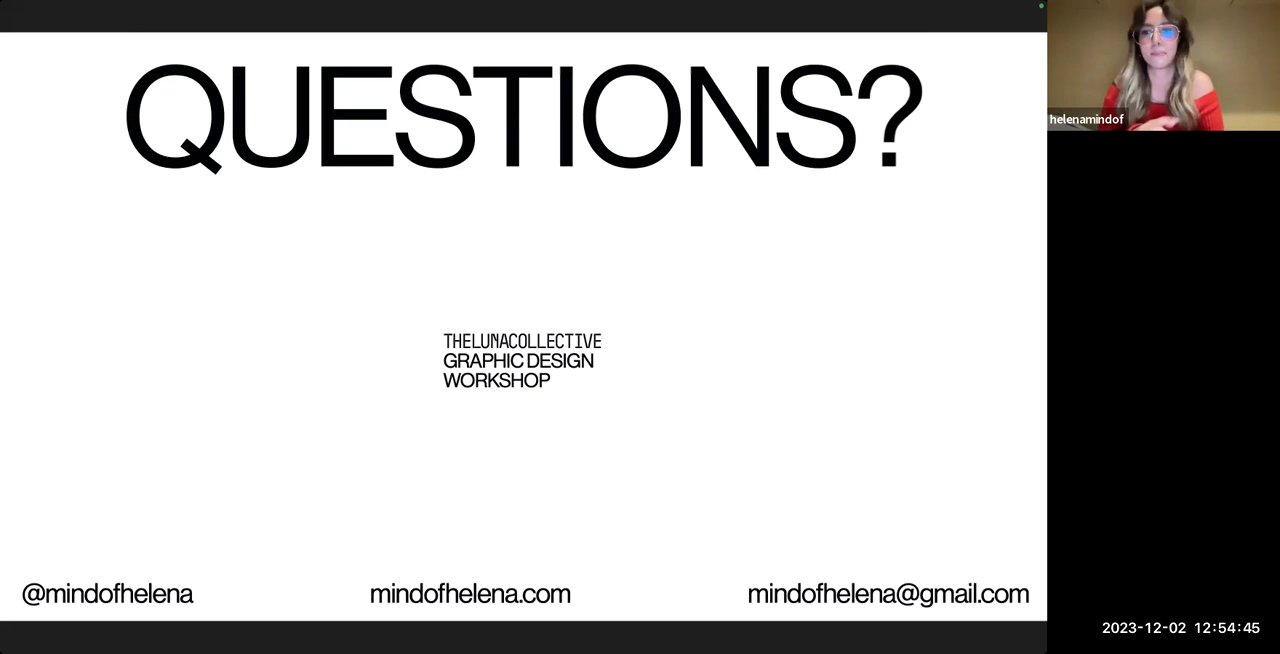 QUESTIONS?
helenamindof
THELUNACOLLECTIVE
GRAPHIC DESIGN
WORKSHOP
@mindofhelena
mindofhelena.com
mindofhelena@gmail.com
2023-12-02 12:54:45